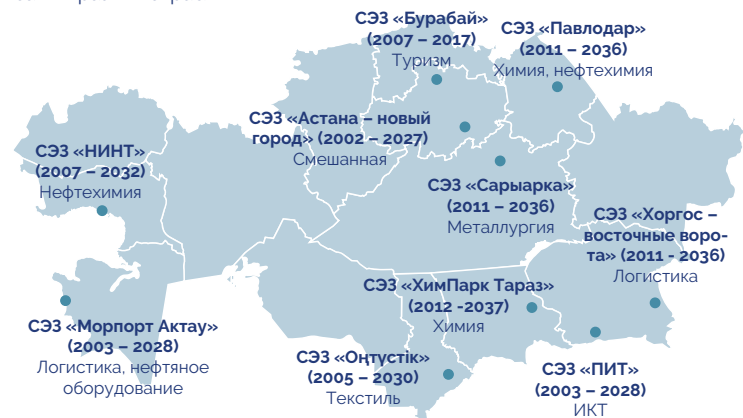 СЭЗ «Бурабай»
(2007 – 2017)
Туризм
СЭЗ «Павлодар»
(2011 – 2036)
Химия, нефтехимия
СЭЗ «Астана – новый
город» (2002 – 2027)
Смешанная
СЭЗ «НИНТ»
(2007 – 2032)
Нефтехимия
СЭЗ «Сарыарка»
(2011 – 2036)
Металлургия
СЭЗ «Хоргос –
восточные воро-
та» (2011 - 2036)
Логистика
СЭЗ «ХимПарк Тараз»
(2012 -2037)
Химия
СЭЗ «Морпорт Актау»
(2003 – 2028)
Логистика, нефтяное
оборудование
СЭЗ «Оңтүстік»
(2005 – 2030)
Текстиль
СЭЗ «ПИТ»
(2003 – 2028)
ИКТ